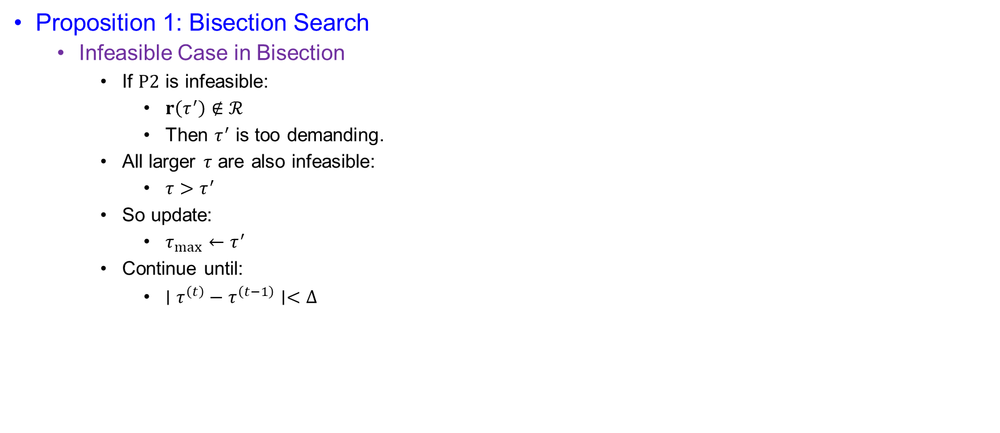 • Proposition 1: Bisection Search
• Infeasible Case in Bisection
• If P2 is infeasible:
• 𝐫(τ′) ∉ ℛ
• Then τ′ is too demanding.
• All larger τ are also infeasible:
• τ > τ′
• So update:
• τ_max ← τ′
• Continue until:
• | τ^(t) − τ^(t−1) |< Δ